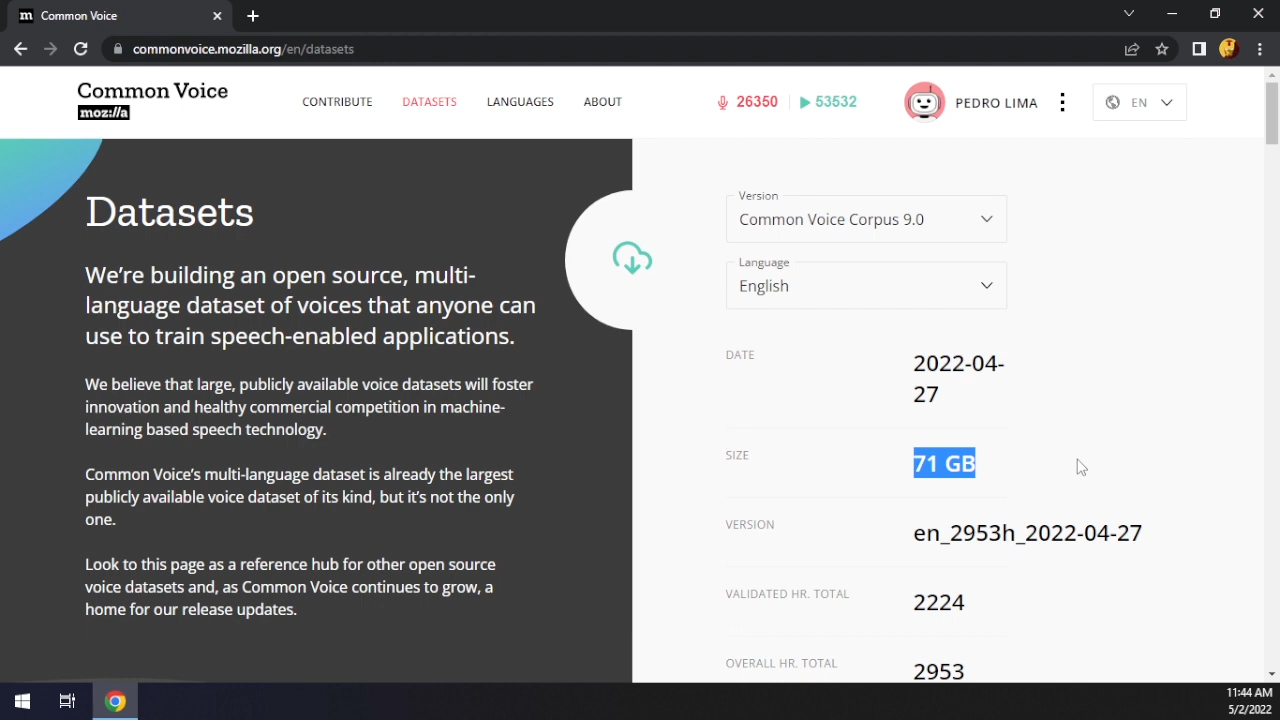 Common Voice
commonvoice.mozilla.org/en/datasets
Common Voice
moz://a
CONTRIBUTE
DATASETS
LANGUAGES
ABOUT
26350
53532
PEDRO LIMA
EN
Datasets
We're building an open source, multi-
language dataset of voices that anyone can
use to train speech-enabled applications.
We believe that large, publicly available voice datasets will foster
innovation and healthy commercial competition in machine-
learning based speech technology.
Common Voice's multi-language dataset is already the largest
publicly available voice dataset of its kind, but it's not the only
one.
Look to this page as a reference hub for other open source
voice datasets and, as Common Voice continues to grow, a
home for our release updates.
Version
Common Voice Corpus 9.0
Language
English
DATE
2022-04-
27
SIZE
71 GB
VERSION
en_2953h_2022-04-27
VALIDATED HR. TOTAL
2224
OVERALL HR. TOTAL
2953
11:44 AM
5/2/2022